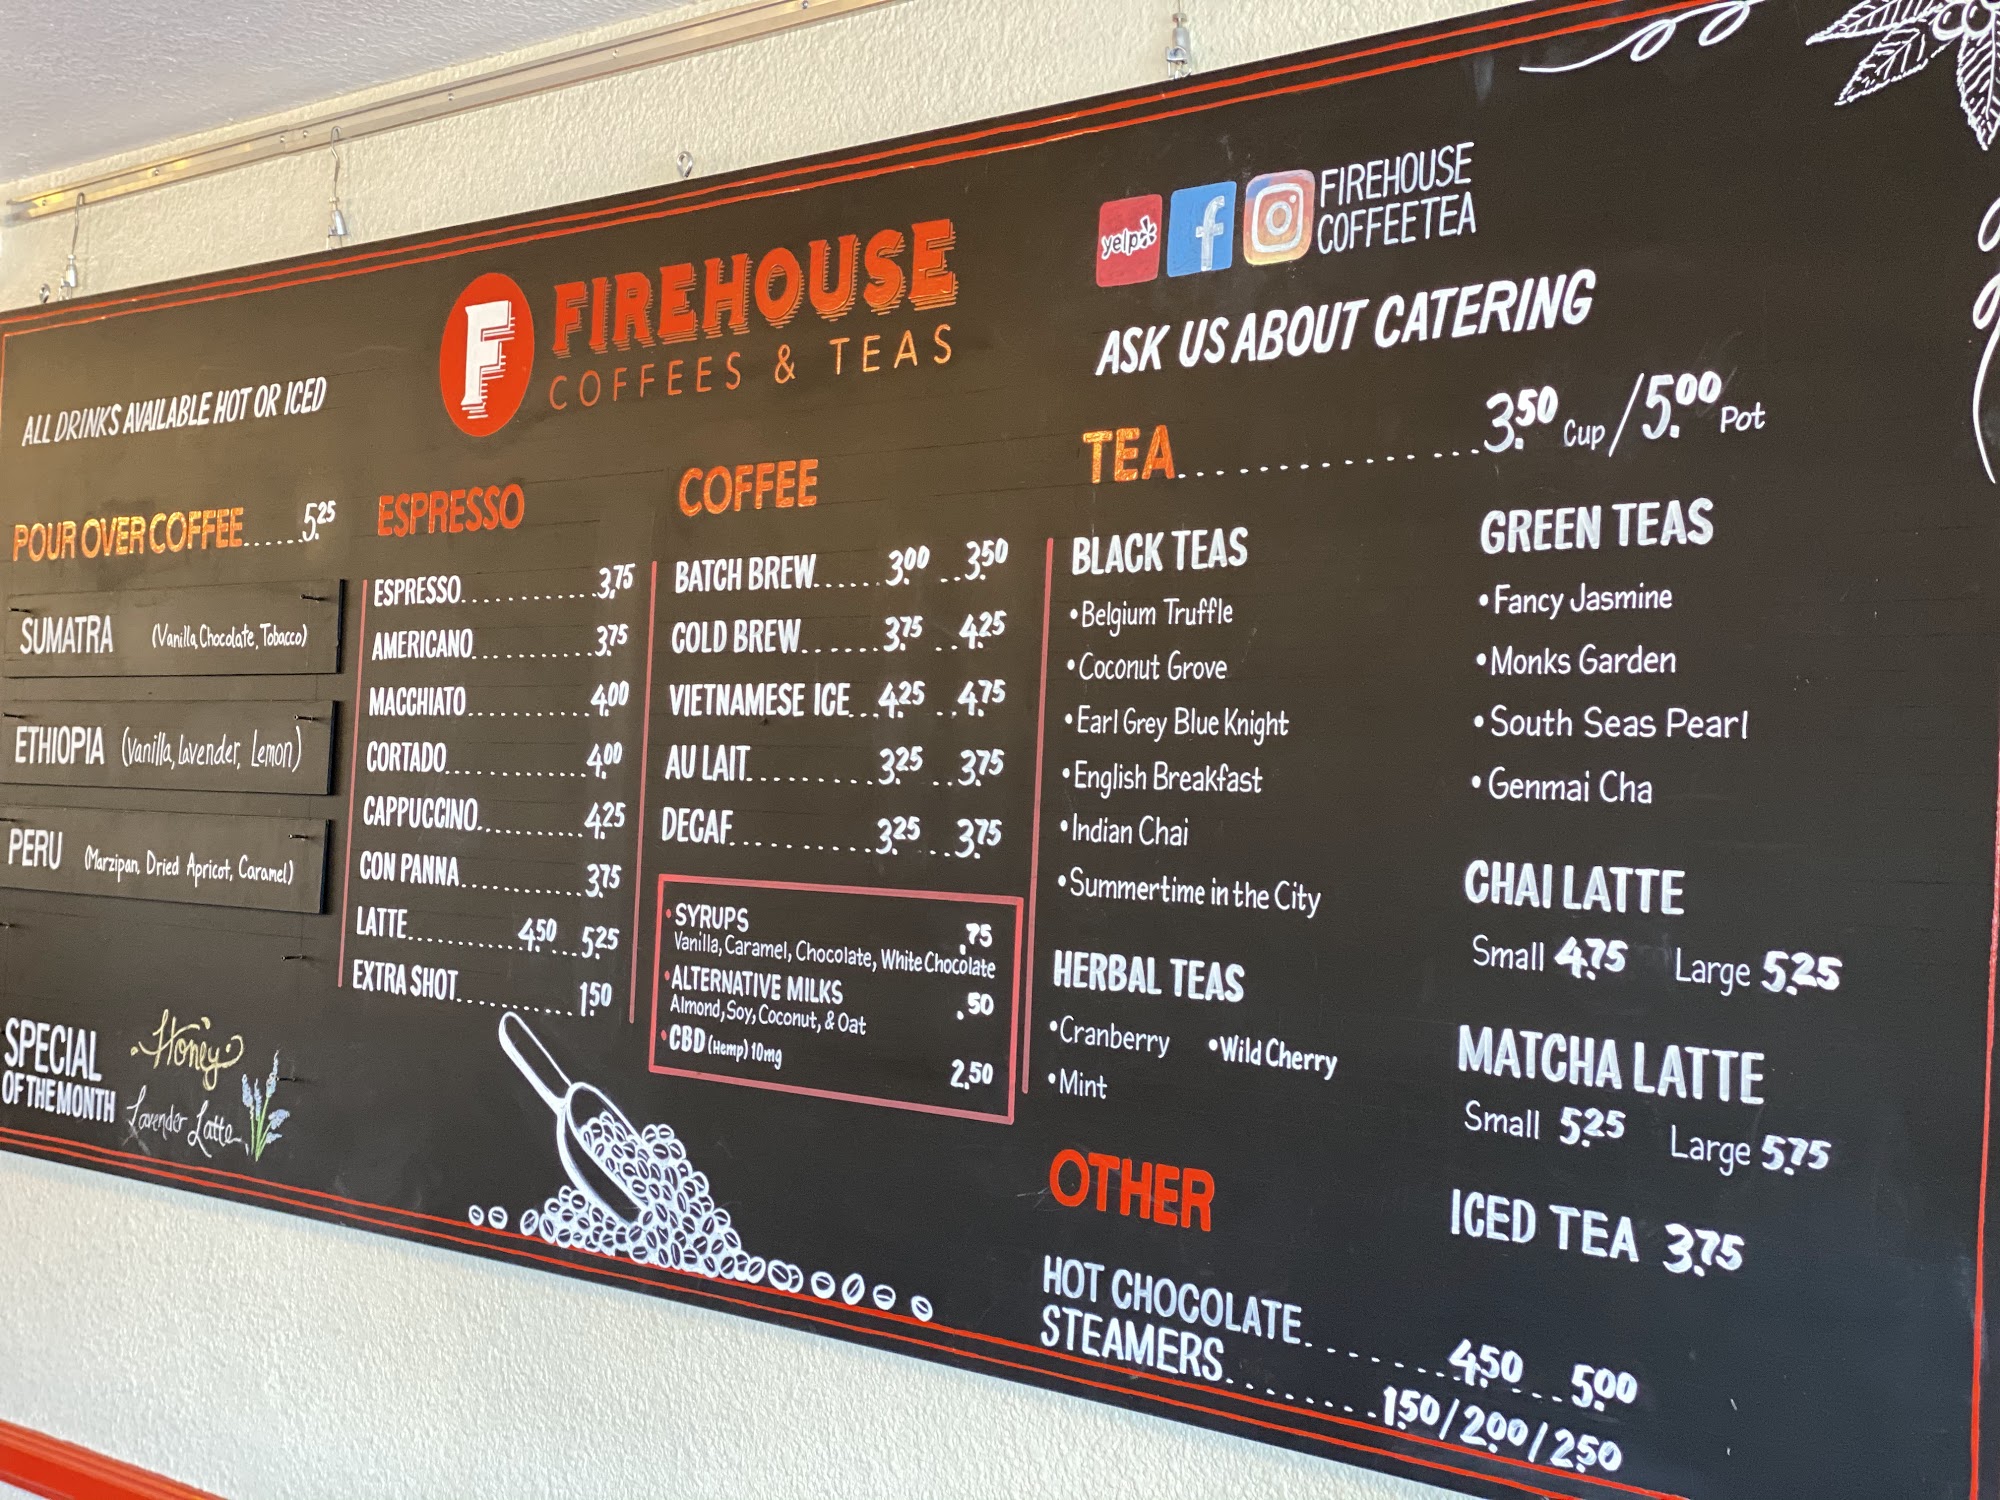 FIREHOUSE
COFFEES & TEAS
F
ALL DRINKS AVAILABLE HOT OR ICED
POUR OVER COFFEE......5.25
SUMATRA (Vanilla, Chocolate, Tobacco)
ETHIOPIA (Vanilla, Lavender, Lemon)
PERU (Marzipan, Dried Apricot, Caramel)
SPECIAL
OF THE MONTH
Honey
Lavender Latte
ESPRESSO
ESPRESSO............3.75
AMERICANO...........3.75
MACCHIATO...........4.00
CORTADO.............4.00
CAPPUCCINO..........4.25
CON PANNA...........3.75
LATTE..........4.50...5.25
EXTRA SHOT..........1.50
COFFEE
BATCH BREW......3.00..3.50
COLD BREW.......3.75 4.25
VIETNAMESE ICE...4.25..4.75
AU LAIT.........3.25..3.75
DECAF...........3.25...3.75
•SYRUPS .75
Vanilla, Caramel, Chocolate, White Chocolate
•ALTERNATIVE MILKS .50
Almond, Soy, Coconut, & Oat
•CBD (Hemp) 10mg 2.50
yelp f FIREHOUSE
COFFEETEA
ASK US ABOUT CATERING
TEA................3.50 Cup/5.00 Pot
BLACK TEAS
•Belgium Truffle
•Coconut Grove
•Earl Grey Blue Knight
•English Breakfast
•Indian Chai
•Summertime in the City
HERBAL TEAS
•Cranberry •Wild Cherry
•Mint
GREEN TEAS
•Fancy Jasmine
•Monks Garden
•South Seas Pearl
•Genmai Cha
CHAI LATTE
Small 4.75 Large 5.25
MATCHA LATTE
Small 5.25 Large 5.75
ICED TEA 3.75
OTHER
HOT CHOCOLATE..........4.50...5.00
STEAMERS...........1.50/2.00/2.50